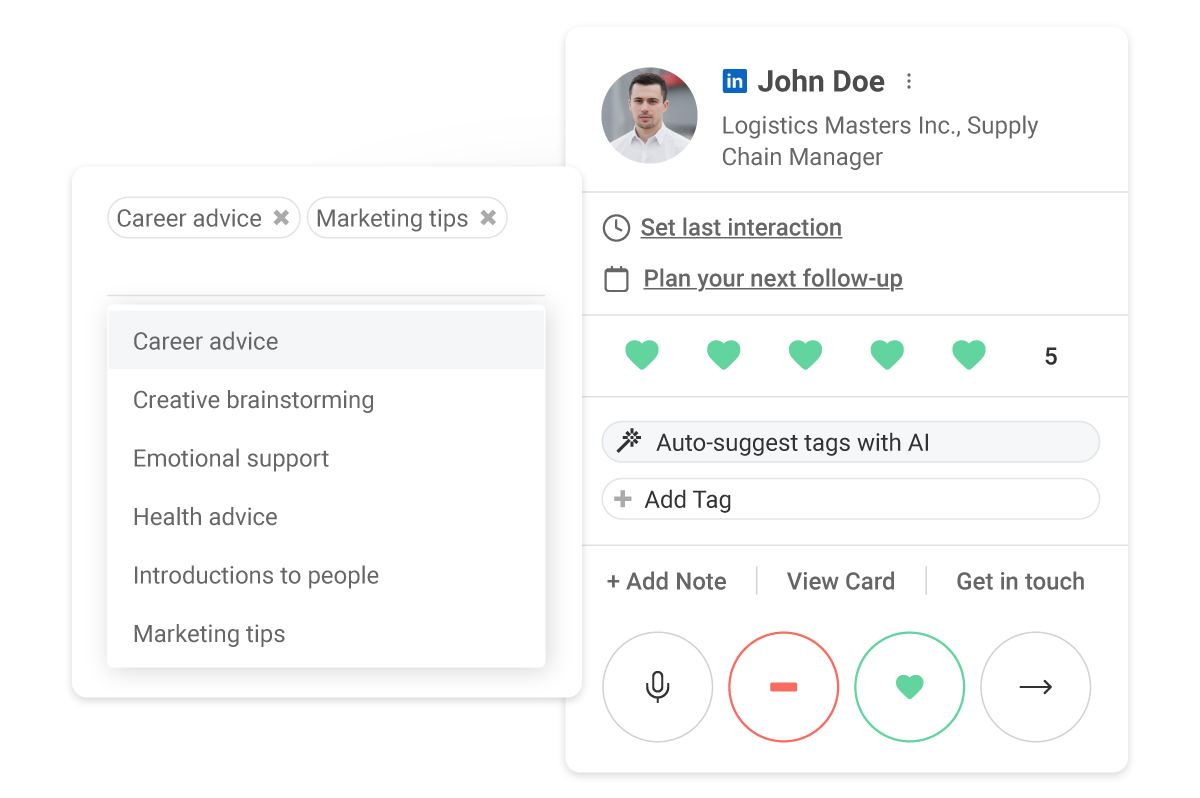 Career advice
Marketing tips
Career advice
Creative brainstorming
Emotional support
Health advice
Introductions to people
Marketing tips
in John Doe
Logistics Masters Inc., Supply
Chain Manager
Set last interaction
Plan your next follow-up
5
Auto-suggest tags with AI
Add Tag
+ Add Note
View Card
Get in touch